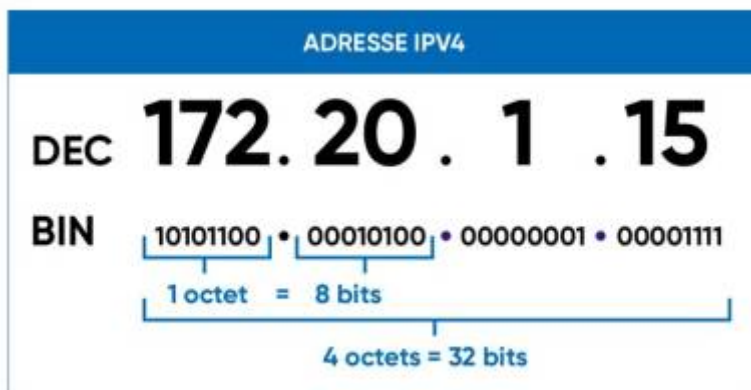 ADRESSE IPV4
DEC 172. 20 . 1 . 15
BIN 10101100 • 00010100 • 00000001 • 00001111
1 octet = 8 bits
4 octets = 32 bits